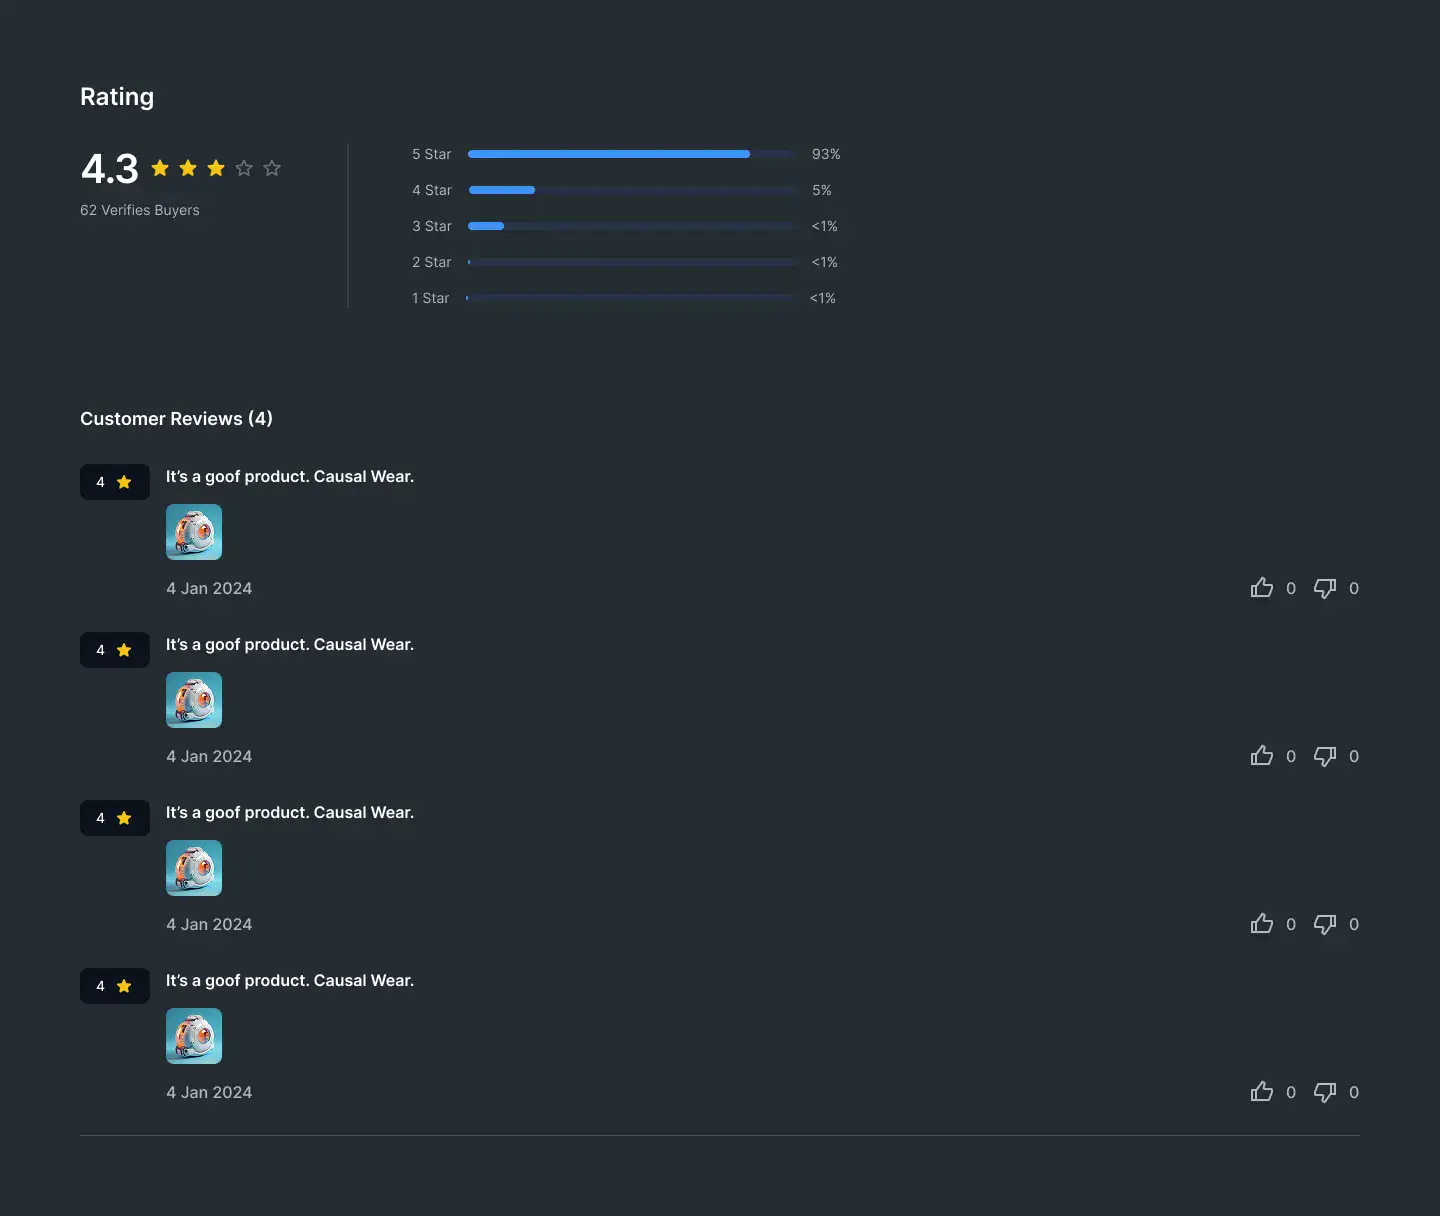 Rating
4.3
62 Verifies Buyers
5 Star 93%
4 Star 5%
3 Star <1%
2 Star <1%
1 Star <1%
Customer Reviews (4)
4 It’s a goof product. Causal Wear.
4 Jan 2024 0 0
4 It’s a goof product. Causal Wear.
4 Jan 2024 0 0
4 It’s a goof product. Causal Wear.
4 Jan 2024 0 0
4 It’s a goof product. Causal Wear.
4 Jan 2024 0 0